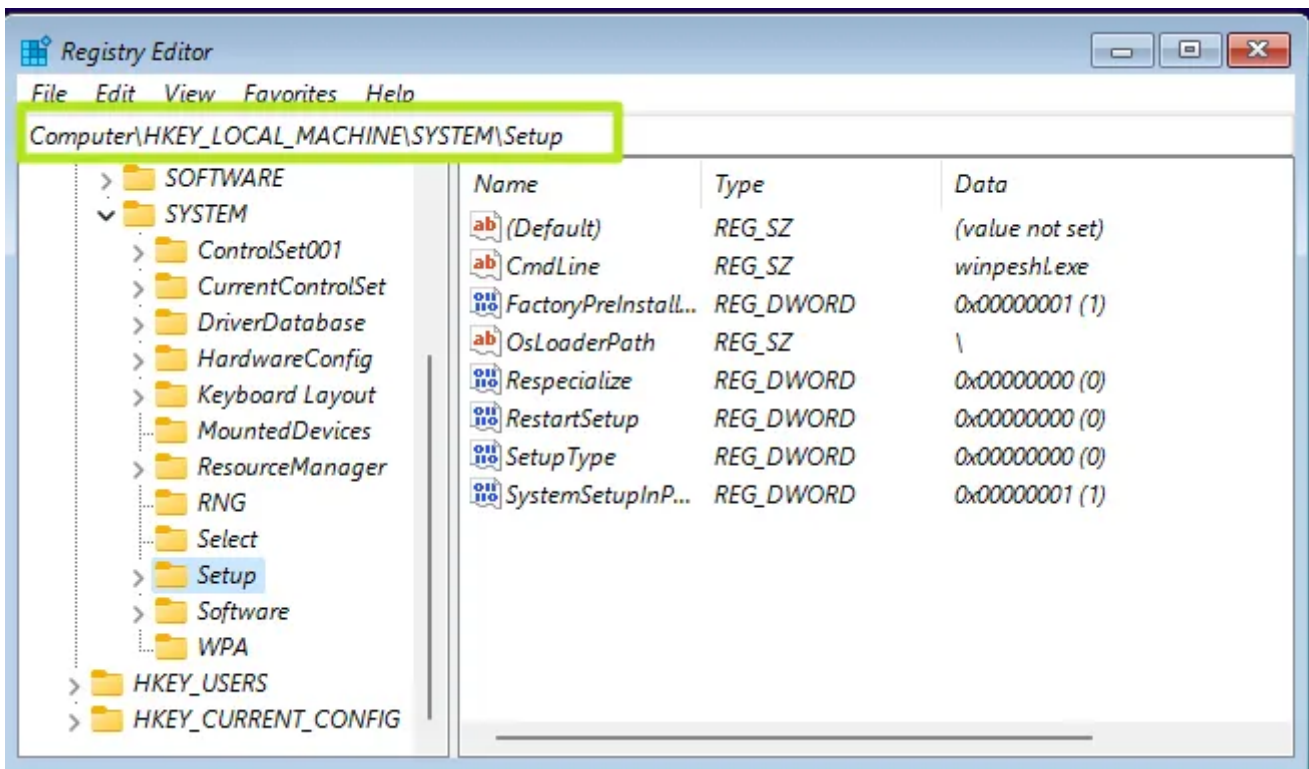 Registry Editor
File Edit View Favorites Help
Computer\HKEY_LOCAL_MACHINE\SYSTEM\Setup
SOFTWARE
SYSTEM
ControlSet001
CurrentControlSet
DriverDatabase
HardwareConfig
Keyboard Layout
MountedDevices
ResourceManager
RNG
Select
Setup
Software
WPA
HKEY_USERS
HKEY_CURRENT_CONFIG
Name Type Data
(Default) REG_SZ (value not set)
CmdLine REG_SZ winpeshl.exe
FactoryPreInstall... REG_DWORD 0x00000001 (1)
OsLoaderPath REG_SZ \
Respecialize REG_DWORD 0x00000000 (0)
RestartSetup REG_DWORD 0x00000000 (0)
SetupType REG_DWORD 0x00000000 (0)
SystemSetupInP... REG_DWORD 0x00000001 (1)